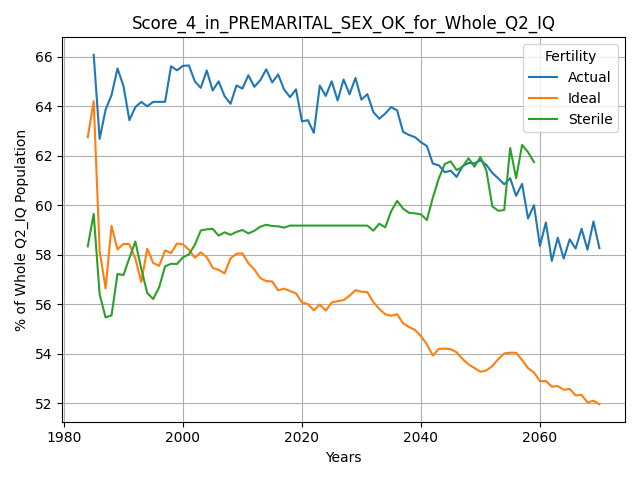 Score_4_in_PREMARITAL_SEX_OK_for_Whole_Q2_IQ
% of Whole Q2_IQ Population
66
64
62
60
58
56
54
52
Fertility
Actual
Ideal
Sterile
1980
2000
2020
2040
2060
Years